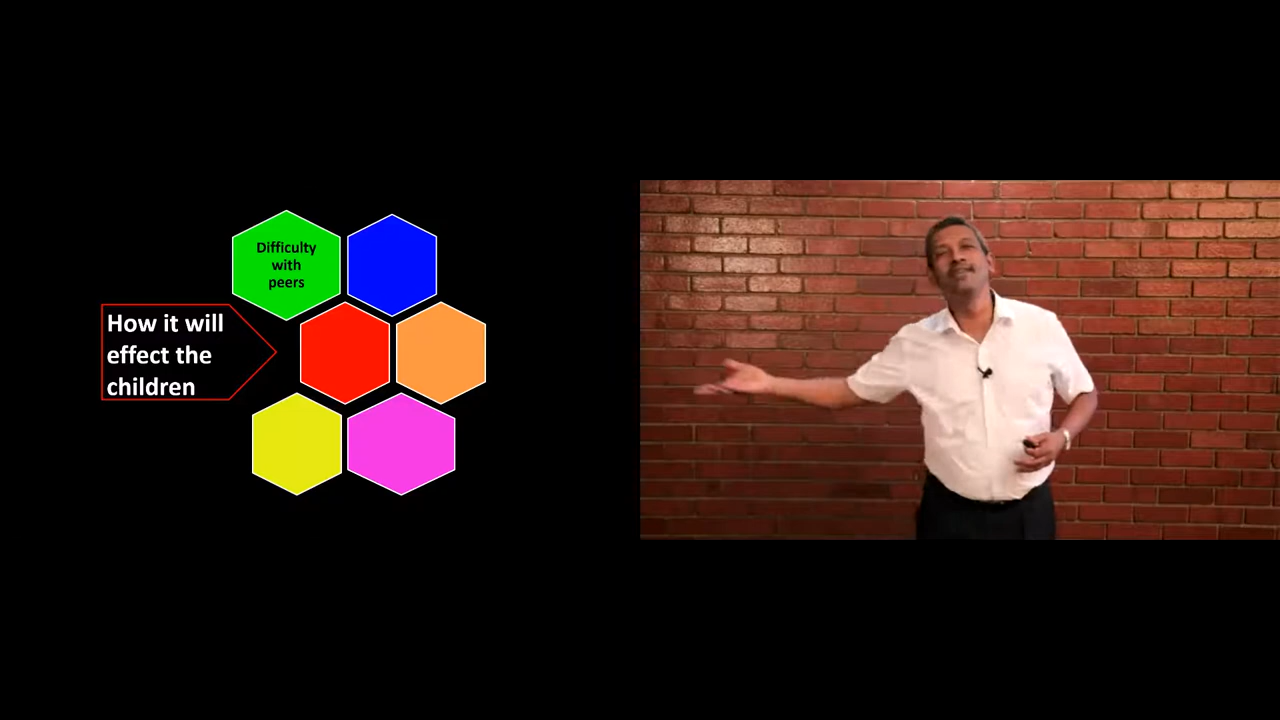 Difficulty
with
peers
How it will
effect the
children